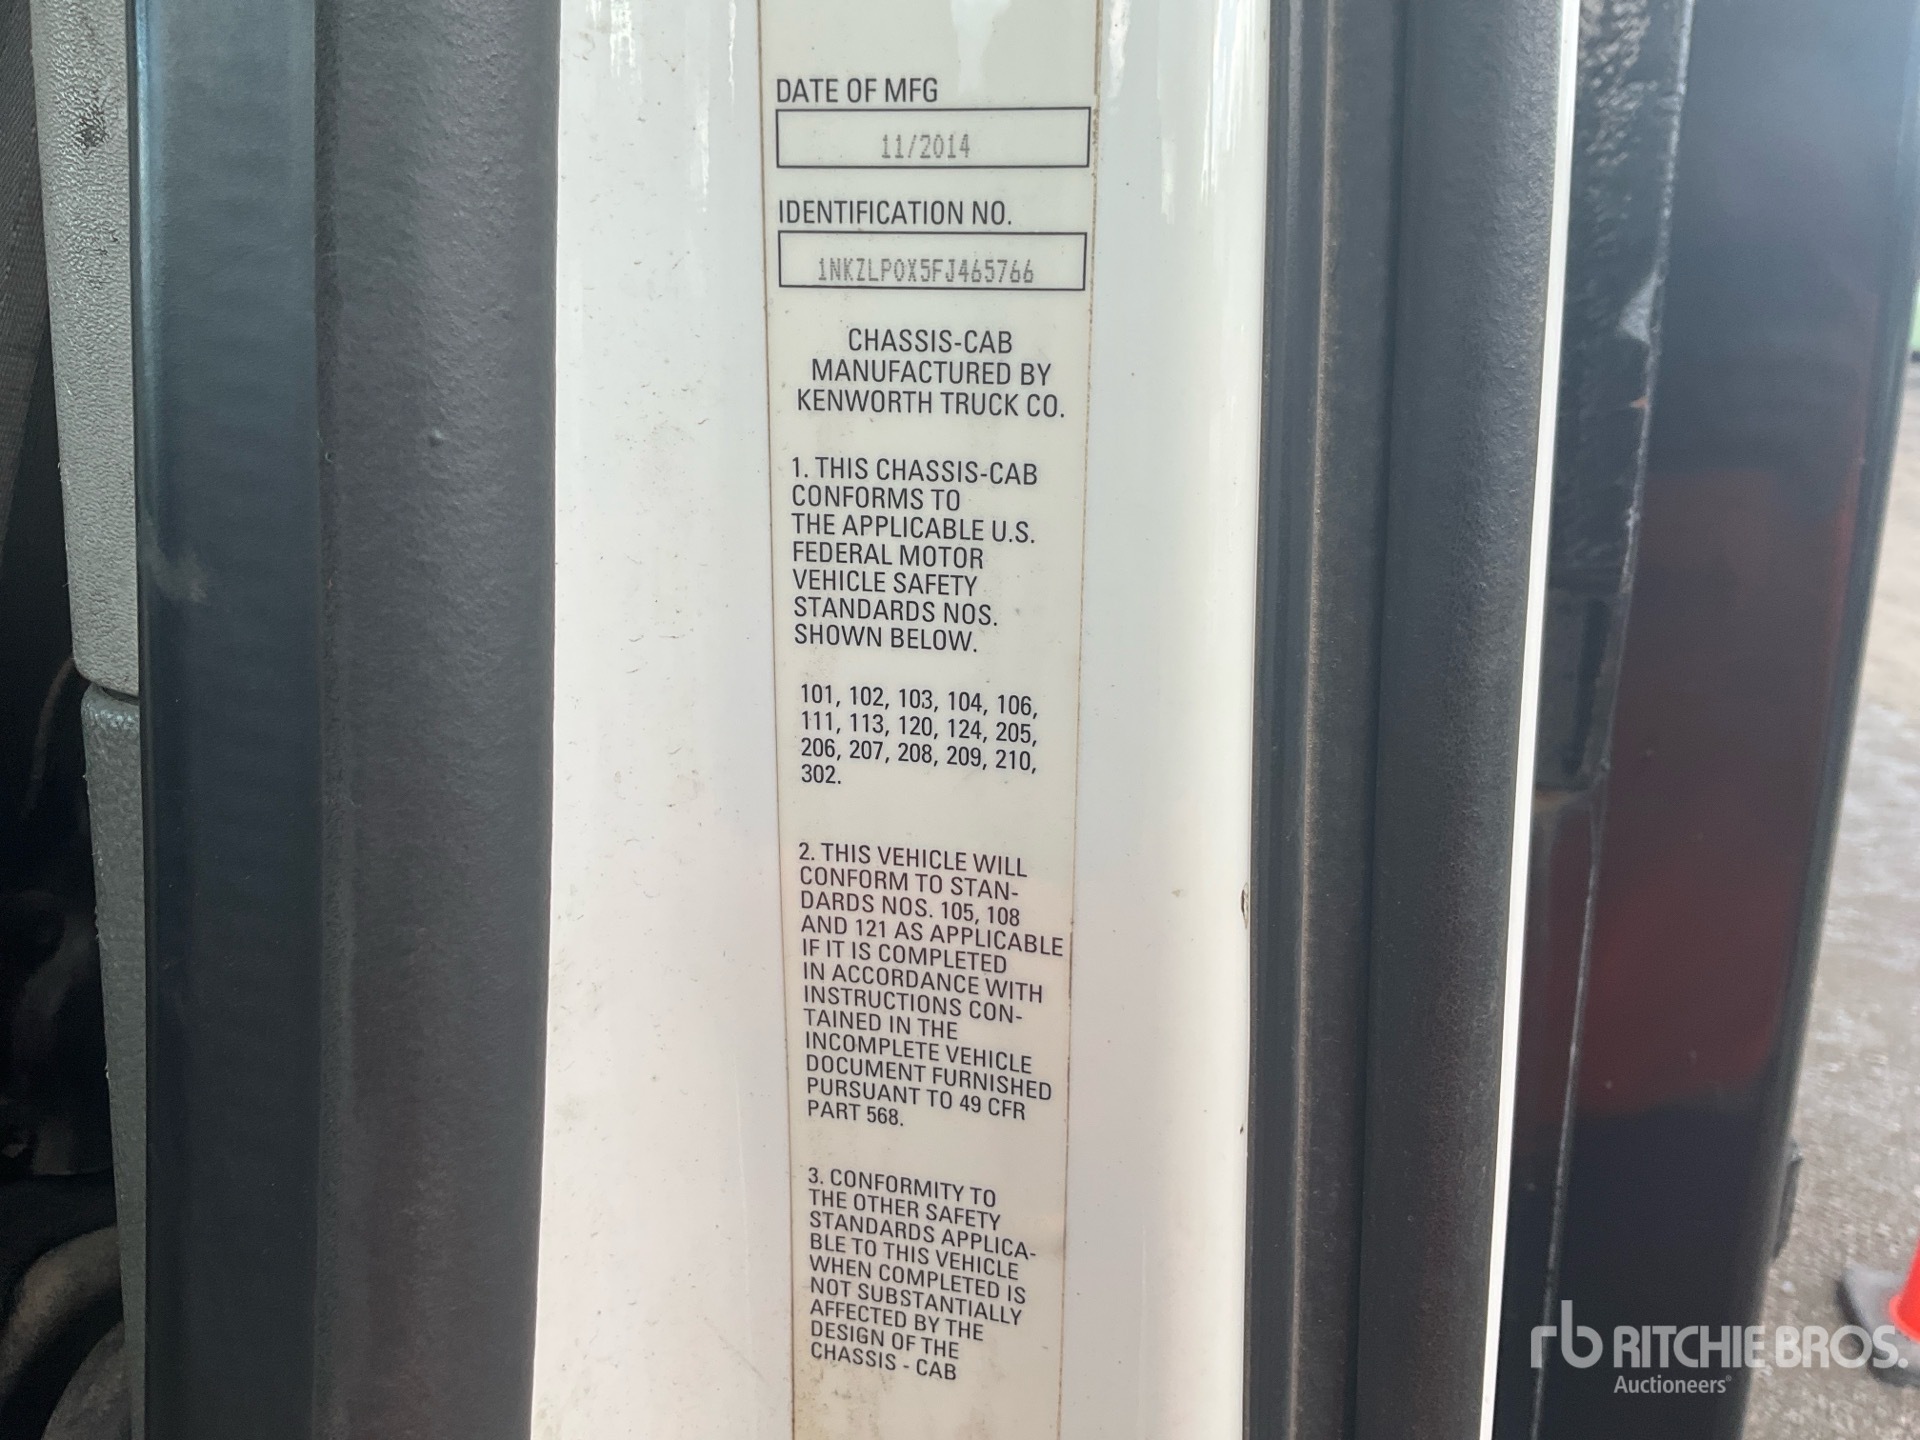 DATE OF MFG
11/2014
IDENTIFICATION NO.
1NKZLP0X5FJ465766
CHASSIS-CAB
MANUFACTURED BY
KENWORTH TRUCK CO.
1. THIS CHASSIS-CAB
CONFORMS TO
THE APPLICABLE U.S.
FEDERAL MOTOR
VEHICLE SAFETY
STANDARDS NOS.
SHOWN BELOW.
101, 102, 103, 104, 106,
111, 113, 120, 124, 205,
206, 207, 208, 209, 210,
302.
2. THIS VEHICLE WILL
CONFORM TO STAN-
DARDS NOS. 105, 108
AND 121 AS APPLICABLE
IF IT IS COMPLETED
IN ACCORDANCE WITH
INSTRUCTIONS CON-
TAINED IN THE
INCOMPLETE VEHICLE
DOCUMENT FURNISHED
PURSUANT TO 49 CFR
PART 568.
3. CONFORMITY TO
THE OTHER SAFETY
STANDARDS APPLICA-
BLE TO THIS VEHICLE
WHEN COMPLETED IS
NOT SUBSTANTIALLY
AFFECTED BY THE
DESIGN OF THE
CHASSIS - CAB
rb RITCHIE BROS.
Auctioneers®